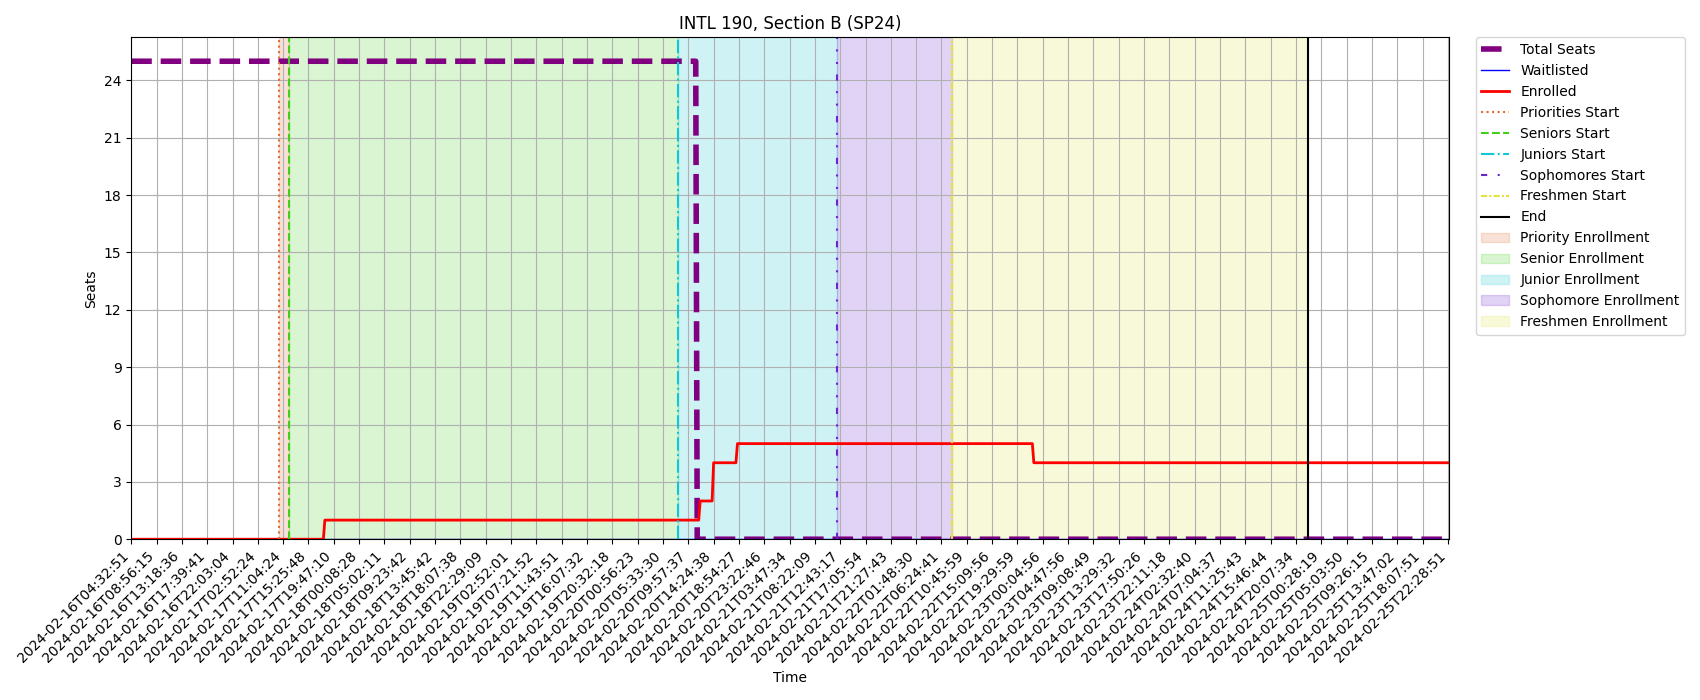 INTL 190, Section B (SP24)
Seats
24
21
18
15
12
9
6
3
0
2024-02-16T04:32:51
2024-02-16T08:56:15
2024-02-16T13:18:36
2024-02-16T17:39:41
2024-02-16T22:03:04
2024-02-17T02:52:24
2024-02-17T11:04:24
2024-02-17T15:25:48
2024-02-17T19:47:10
2024-02-18T00:08:28
2024-02-18T05:02:11
2024-02-18T09:23:42
2024-02-18T13:45:42
2024-02-18T18:07:38
2024-02-18T22:29:09
2024-02-19T02:52:01
2024-02-19T07:21:52
2024-02-19T11:43:51
2024-02-19T16:07:32
2024-02-19T20:32:18
2024-02-20T00:56:23
2024-02-20T05:33:30
2024-02-20T09:57:37
2024-02-20T14:24:38
2024-02-20T18:54:27
2024-02-20T23:22:46
2024-02-21T03:47:34
2024-02-21T08:22:09
2024-02-21T12:43:17
2024-02-21T17:05:54
2024-02-21T21:27:43
2024-02-22T01:48:30
2024-02-22T06:24:41
2024-02-22T10:45:59
2024-02-22T15:09:56
2024-02-22T19:29:59
2024-02-23T00:04:56
2024-02-23T04:47:56
2024-02-23T09:08:49
2024-02-23T13:29:32
2024-02-23T17:50:26
2024-02-23T22:11:18
2024-02-24T02:32:40
2024-02-24T07:04:37
2024-02-24T11:25:43
2024-02-24T15:46:44
2024-02-24T20:07:34
2024-02-25T00:28:19
2024-02-25T05:03:50
2024-02-25T09:26:15
2024-02-25T13:47:02
2024-02-25T18:07:51
2024-02-25T22:28:51
Time
Total Seats
Waitlisted
Enrolled
Priorities Start
Seniors Start
Juniors Start
Sophomores Start
Freshmen Start
End
Priority Enrollment
Senior Enrollment
Junior Enrollment
Sophomore Enrollment
Freshmen Enrollment